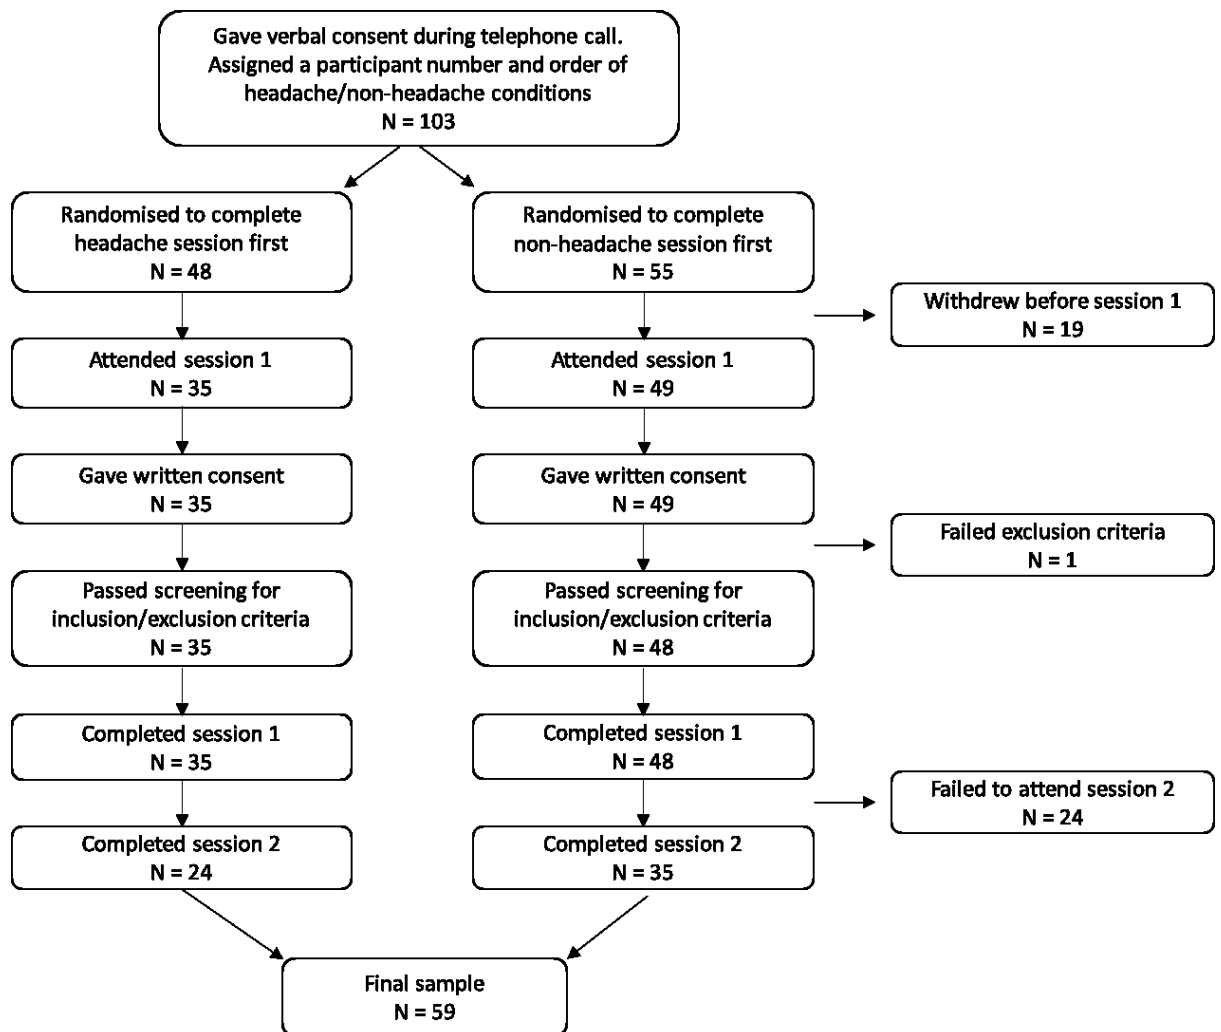 Gave verbal consent during telephone call.
Assigned a participant number and order of
headache/non-headache conditions
N = 103
Randomised to complete
headache session first
N = 48
Randomised to complete
non-headache session first
N = 55
Withdrew before session 1
N = 19
Attended session 1
N = 35
Attended session 1
N = 49
Gave written consent
N = 35
Gave written consent
N = 49
Failed exclusion criteria
N = 1
Passed screening for
inclusion/exclusion criteria
N = 35
Passed screening for
inclusion/exclusion criteria
N = 48
Completed session 1
N = 35
Completed session 1
N = 48
Failed to attend session 2
N = 24
Completed session 2
N = 24
Completed session 2
N = 35
Final sample
N = 59